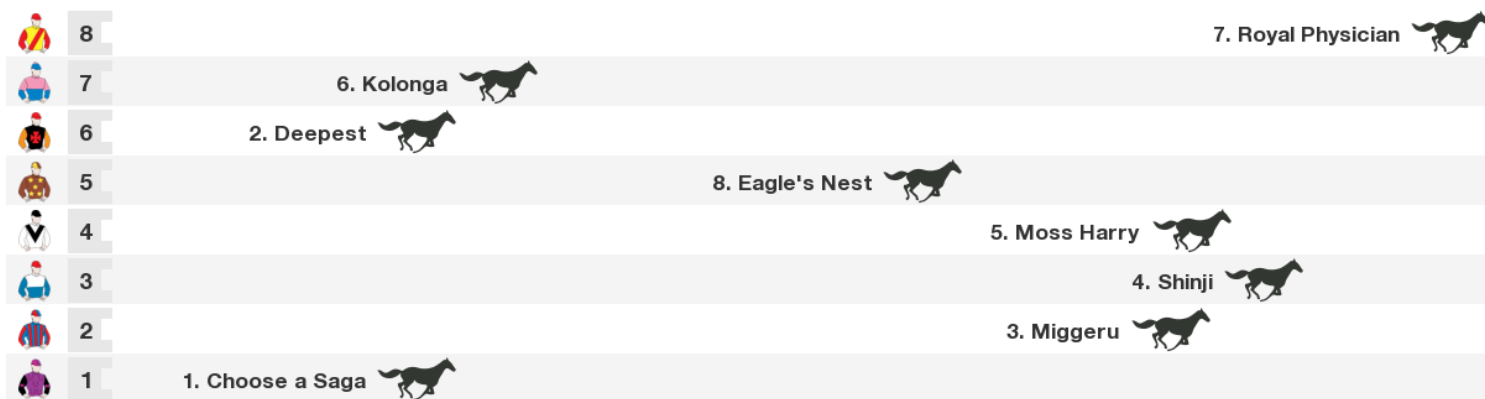 8 7. Royal Physician
7 6. Kolonga
6 2. Deepest
5 8. Eagle's Nest
4 5. Moss Harry
3 4. Shinji
2 3. Miggeru
1 1. Choose a Saga